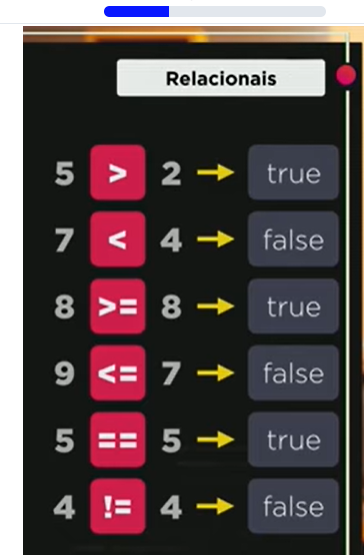 Relacionais
5 > 2 → true
7 < 4 → false
8 >= 8 → true
9 <= 7 → false
5 == 5 → true
4 != 4 → false